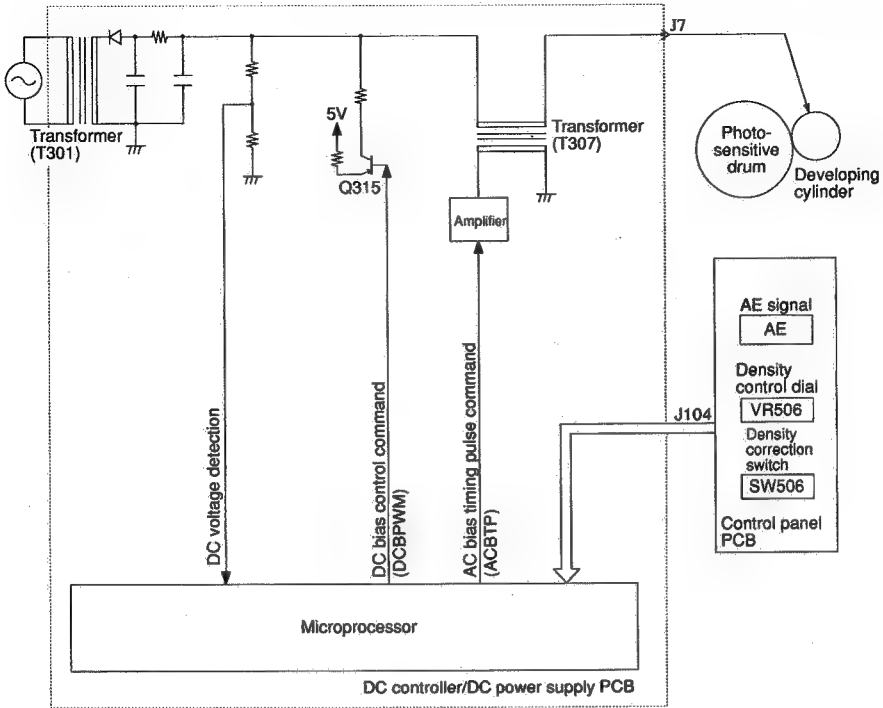 J7
Transformer
(T301)
5V
Q315
Transformer
(T307)
Amplifier
Photo-
sensitive
drum
Developing
cylinder
DC voltage detection
DC bias control command
(DCBPWM)
AC bias timing pulse command
(ACBTP)
J104
AE signal
AE
Density
control dial
VR506
Density
correction
switch
SW506
Control panel
PCB
Microprocessor
DC controller/DC power supply PCB